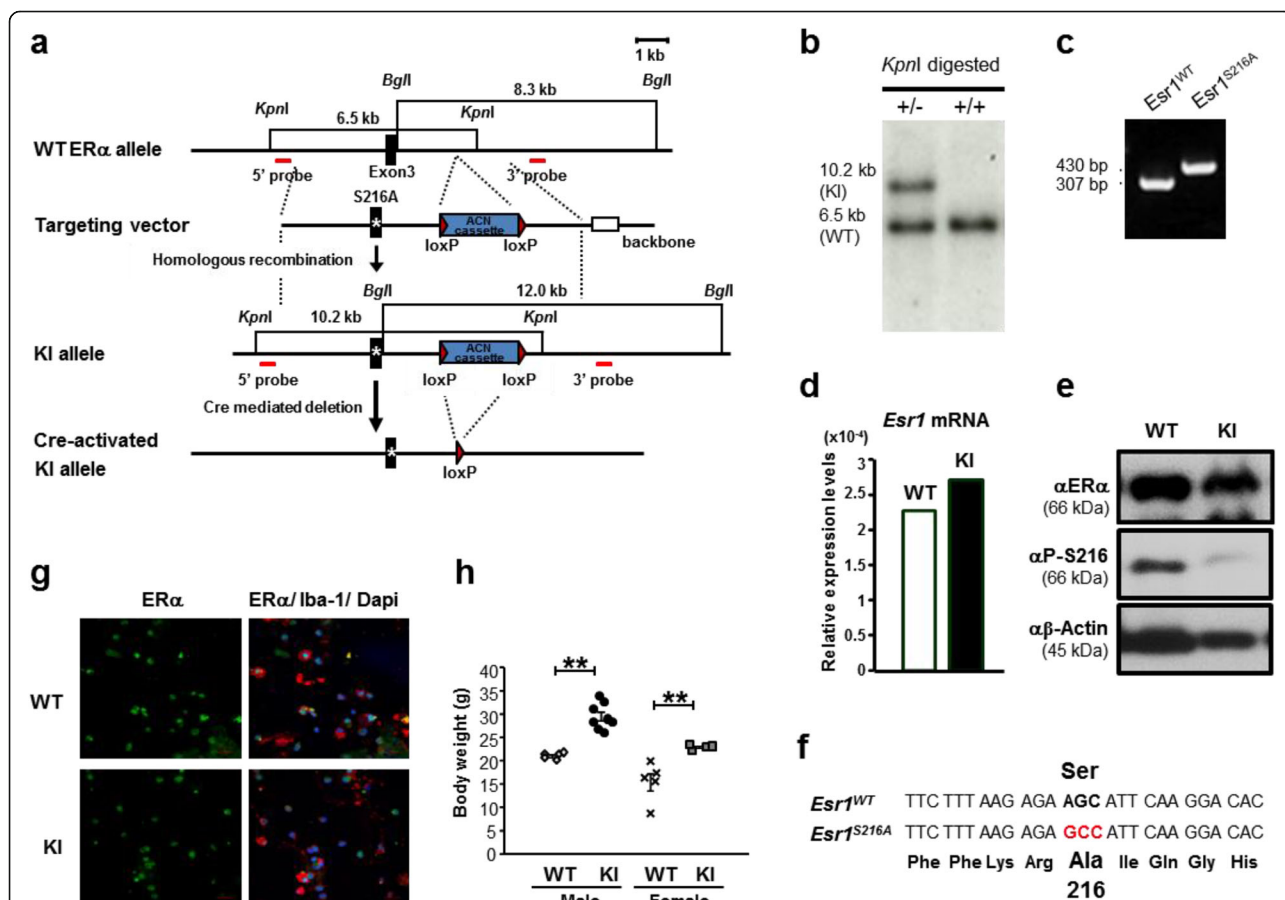 a
1 kb
BglI
BglI
8.3 kb
KpnI
KpnI
6.5 kb
WT ERα allele
5' probe
Exon3
3' probe
S216A
Targeting vector
*
ACN cassette
loxP
loxP
backbone
Homologous recombination
BglI
12.0 kb
BglI
KpnI
10.2 kb
KpnI
KI allele
*
ACN cassette
5' probe
loxP
loxP
3' probe
Cre mediated deletion
Cre-activated
KI allele
*
loxP
b
KpnI digested
+/- +/+
10.2 kb
(KI)
6.5 kb
(WT)
c
Esr1WT
Esr1S216A
430 bp
307 bp
d
Esr1 mRNA
(x10-4)
Relative expression levels
3
2.5
2
1.5
1
0.5
0
WT
KI
e
WT KI
αERα
(66 kDa)
αP-S216
(66 kDa)
αβ-Actin
(45 kDa)
f
Ser
Esr1WT TTC TTT AAG AGA AGC ATT CAA GGA CAC
Esr1S216A TTC TTT AAG AGA GCC ATT CAA GGA CAC
Phe Phe Lys Arg Ala Ile Gln Gly His
216
g
ERα
ERα/ Iba-1/ Dapi
WT
KI
h
Body weight (g)
40
35
30
25
20
15
10
5
0
**
**
WT KI WT KI
Male Female